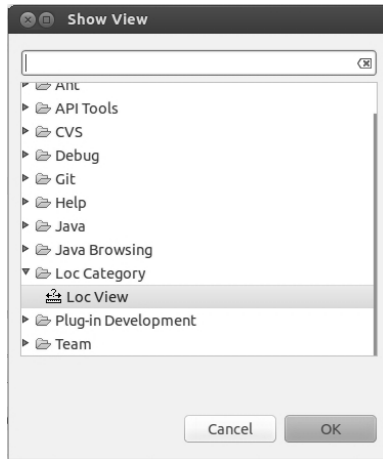 Show View
Ant
API Tools
CVS
Debug
Git
Help
Java
Java Browsing
Loc Category
Loc View
Plug-in Development
Team
Cancel OK